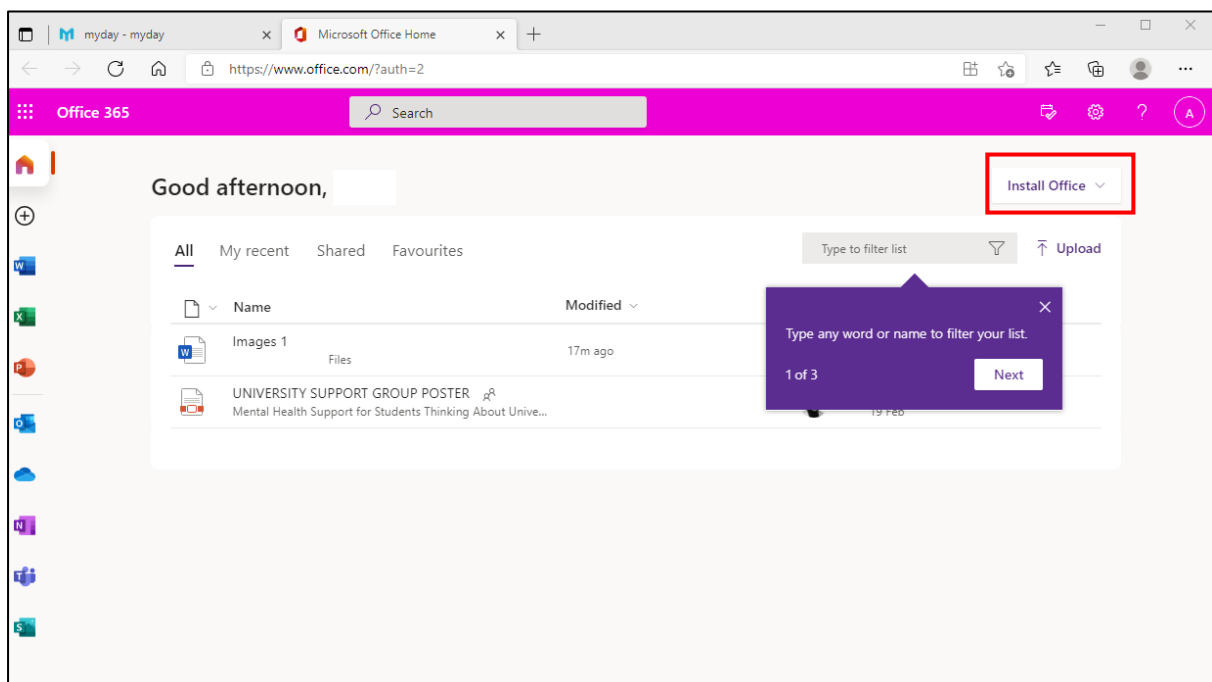 myday - myday
Microsoft Office Home
https://www.office.com/?auth=2
Office 365
Search
?
A
Good afternoon,
Install Office
All My recent Shared Favourites
Type to filter list
Upload
Name Modified
Images 1
Files
17m ago
Type any word or name to filter your list.
1 of 3
Next
UNIVERSITY SUPPORT GROUP POSTER
Mental Health Support for Students Thinking About Unive...
19 Feb